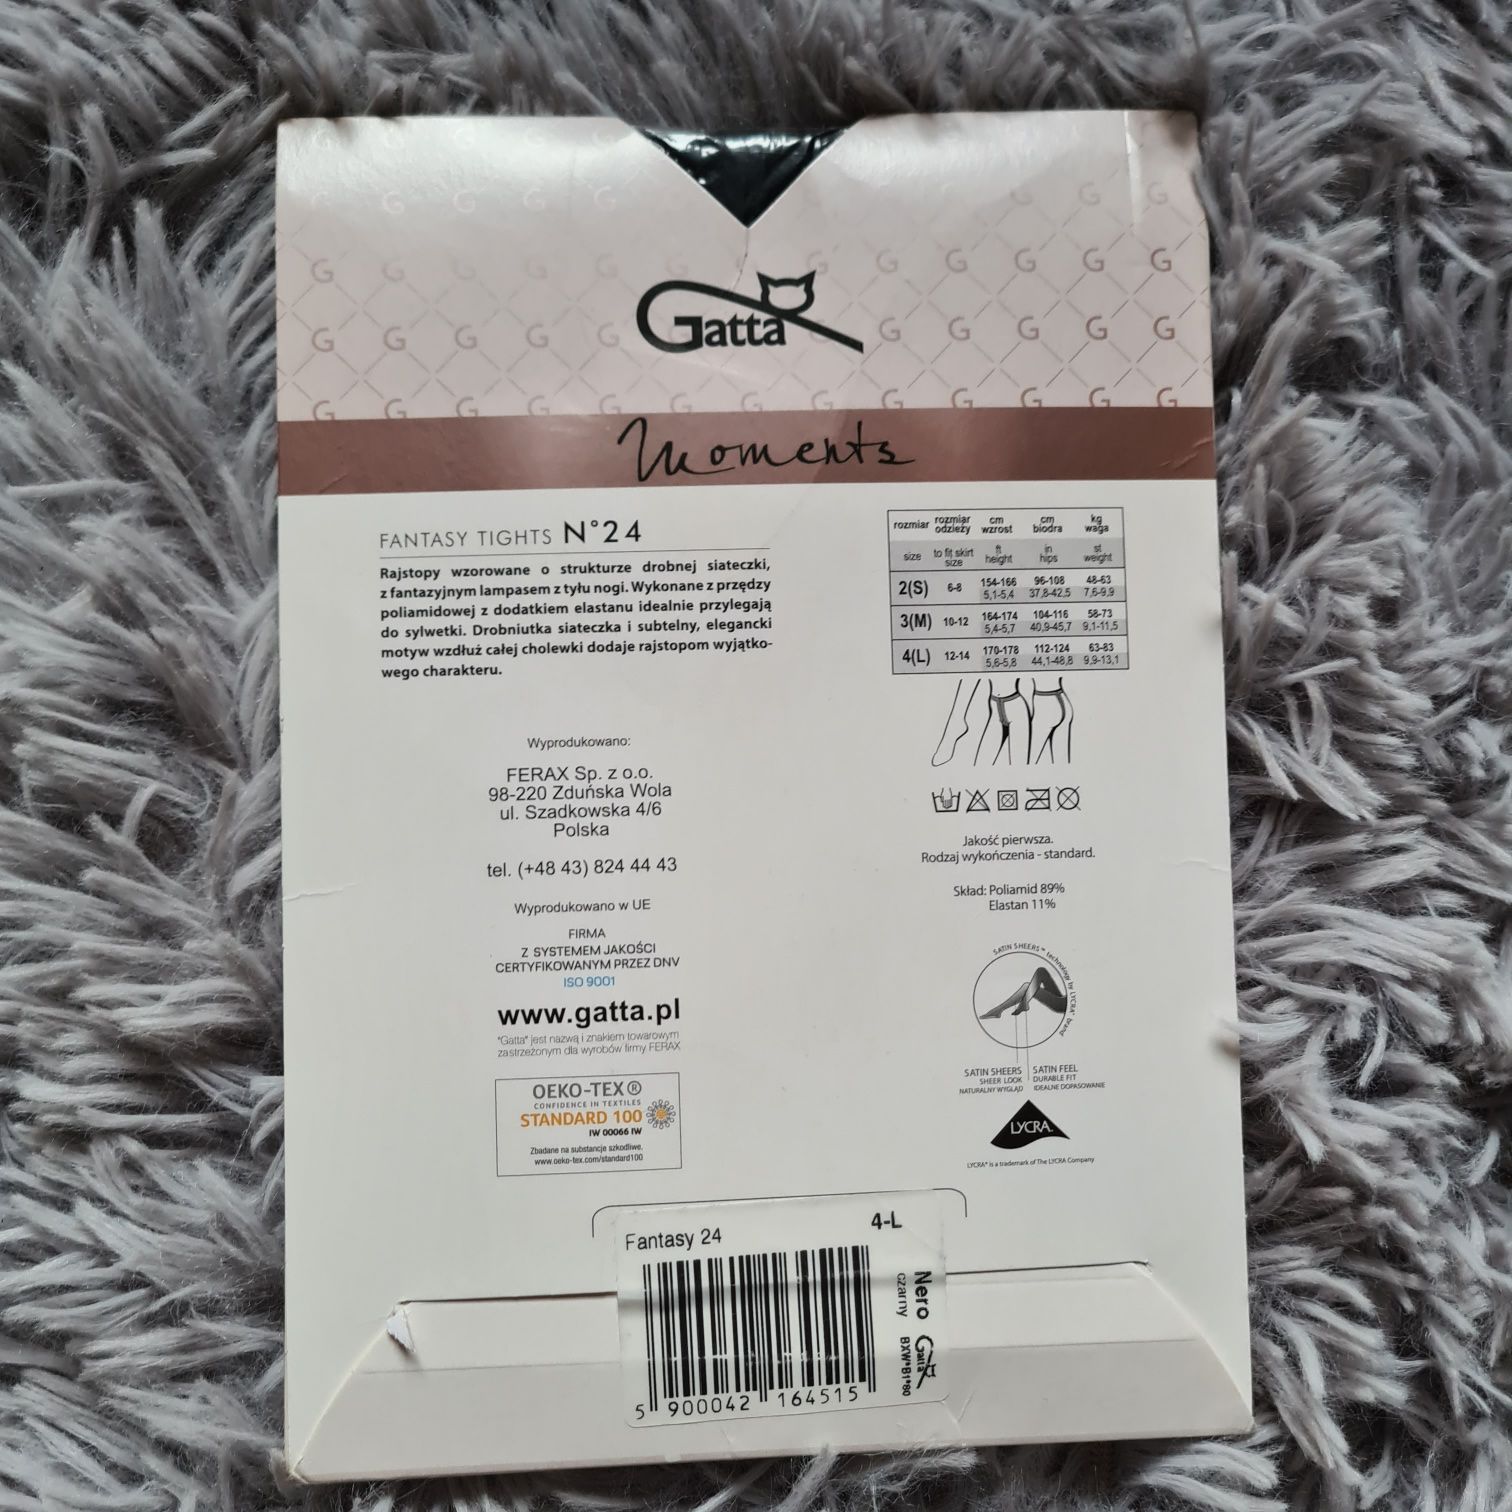 Gatta
Moments
FANTASY TIGHTS N°24
Rajstopy wzorowane o strukturze drobnej siateczki,
z fantazyjnym lampasem z tyłu nogi. Wykonane z przędzy
poliamidowej z dodatkiem elastanu idealnie przylegają
do sylwetki. Drobniutka siateczka i subtelny, elegancki
motyw wzdłuż całej cholewki dodaje rajstopom wyjątko-
wego charakteru.
rozmiar rozmiar odzieży cm wzrost cm biodra kg waga
size to fit skirt size ft height in hips st weight
2(S) 6-8 154-166 96-108 48-63
5,1-5,4 37,8-42,5 7,6-9,9
3(M) 10-12 164-174 104-116 58-73
5,4-5,7 40,9-45,7 9,1-11,5
4(L) 12-14 170-178 112-124 63-83
5,6-5,8 44,1-48,8 9,9-13,1
Wyprodukowano:
FERAX Sp. z o.o.
98-220 Zduńska Wola
ul. Szadkowska 4/6
Polska
tel. (+48 43) 824 44 43
Wyprodukowano w UE
FIRMA
Z SYSTEMEM JAKOŚCI
CERTYFIKOWANYM PRZEZ DNV
ISO 9001
www.gatta.pl
"Gatta" jest nazwą i znakiem towarowym
zastrzeżonym dla wyrobów firmy FERAX
OEKO-TEX®
CONFIDENCE IN TEXTILES
STANDARD 100
IW 00066 IW
Zbadane na substancje szkodliwe.
www.oeko-tex.com/standard100
Jakość pierwsza.
Rodzaj wykończenia - standard.
Skład: Poliamid 89%
Elastan 11%
SATIN SHEERS™ technology by LYCRA® brand
SATIN SHEERS
SHEER LOOK
NATURALNY WYGLĄD
SATIN FEEL
DURABLE FIT
IDEALNE DOPASOWANIE
LYCRA®
LYCRA® is a trademark of The LYCRA Company
Fantasy 24 4-L
Nero
czarny
Gatta
BXW*B1*80
5 900042 164515